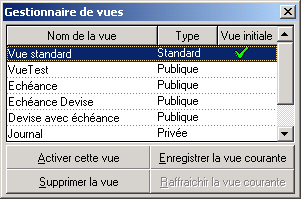 Gestionnaire de vues
Nom de la vue Type Vue initiale
Vue standard Standard
VueTest Publique
Echéance Publique
Echéance Devise Publique
Devise avec échéance Publique
Journal Privée
Activer cette vue Enregistrer la vue courante
Supprimer la vue Raffraichir la vue courante